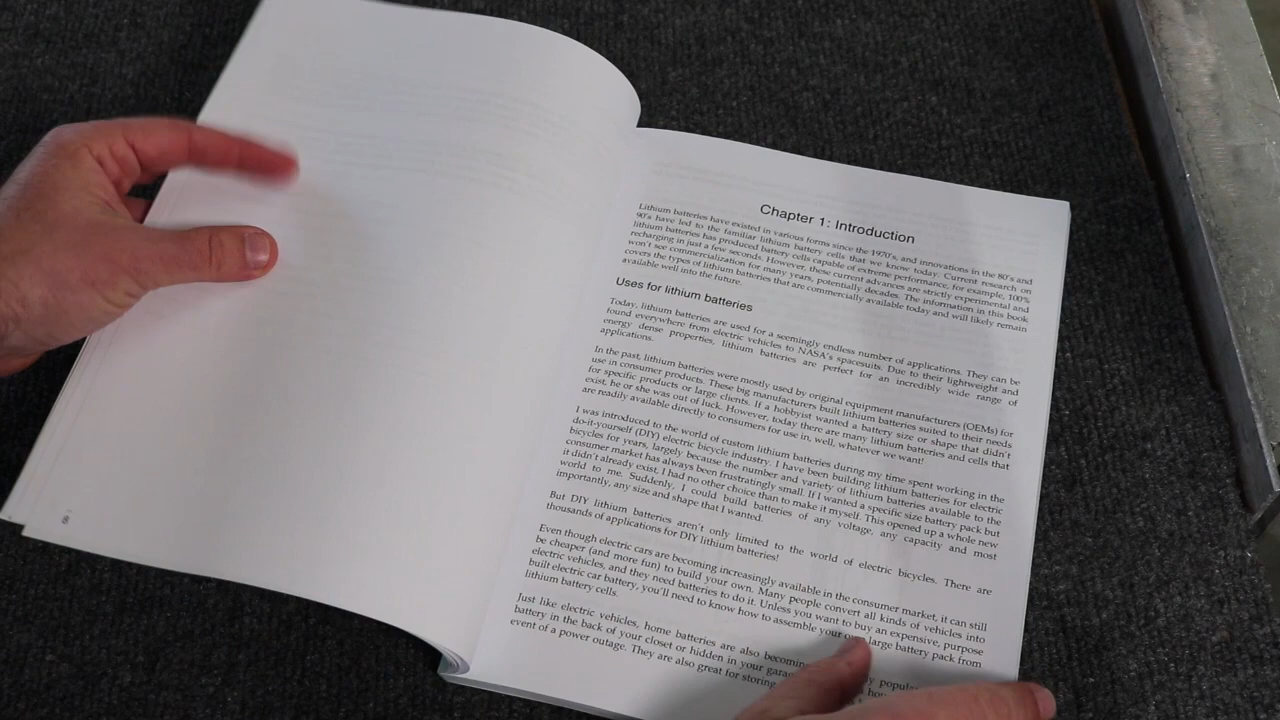 8
Chapter 1: Introduction
Lithium batteries have existed in various forms since the 1970's, and innovations in the 80's and
90's have led to the familiar lithium battery cells that we know today. Current research on
lithium batteries has produced battery cells capable of extreme performance, for example, 100%
recharging in just a few seconds. However, these current advances are strictly experimental and
won't see commercialization for many years, potentially decades. The information in this book
covers the types of lithium batteries that are commercially available today and will likely remain
available well into the future.
Uses for lithium batteries
Today, lithium batteries are used for a seemingly endless number of applications. They can be
found everywhere from electric vehicles to NASA's spacesuits. Due to their lightweight and
energy dense properties, lithium batteries are perfect for an incredibly wide range of
applications.
In the past, lithium batteries were mostly used by original equipment manufacturers (OEMs) for
use in consumer products. These big manufacturers built lithium batteries suited to their needs
for specific products or large clients. If a hobbyist wanted a battery size or shape that didn't
exist, he or she was out of luck. However, today there are many lithium batteries and cells that
are readily available directly to consumers for use in, well, whatever we want!
I was introduced to the world of custom lithium batteries during my time spent working in the
do-it-yourself (DIY) electric bicycle industry. I have been building lithium batteries for electric
bicycles for years, largely because the number and variety of lithium batteries available to the
consumer market has always been frustratingly small. If I wanted a specific size battery pack but
it didn't already exist, I had no other choice than to make it myself. This opened up a whole new
world to me. Suddenly, I could build batteries of any voltage, any capacity and most
importantly, any size and shape that I wanted.
But DIY lithium batteries aren't only limited to the world of electric bicycles. There are
thousands of applications for DIY lithium batteries!
Even though electric cars are becoming increasingly available in the consumer market, it can still
be cheaper (and more fun) to build your own. Many people convert all kinds of vehicles into
electric vehicles, and they need batteries to do it. Unless you want to buy an expensive, purpose
built electric car battery, you'll need to know how to assemble your own large battery pack from
lithium battery cells.
Just like electric vehicles, home batteries are also
battery in the back of your closet or hidden in your
event of a power outage. They are also great for storing